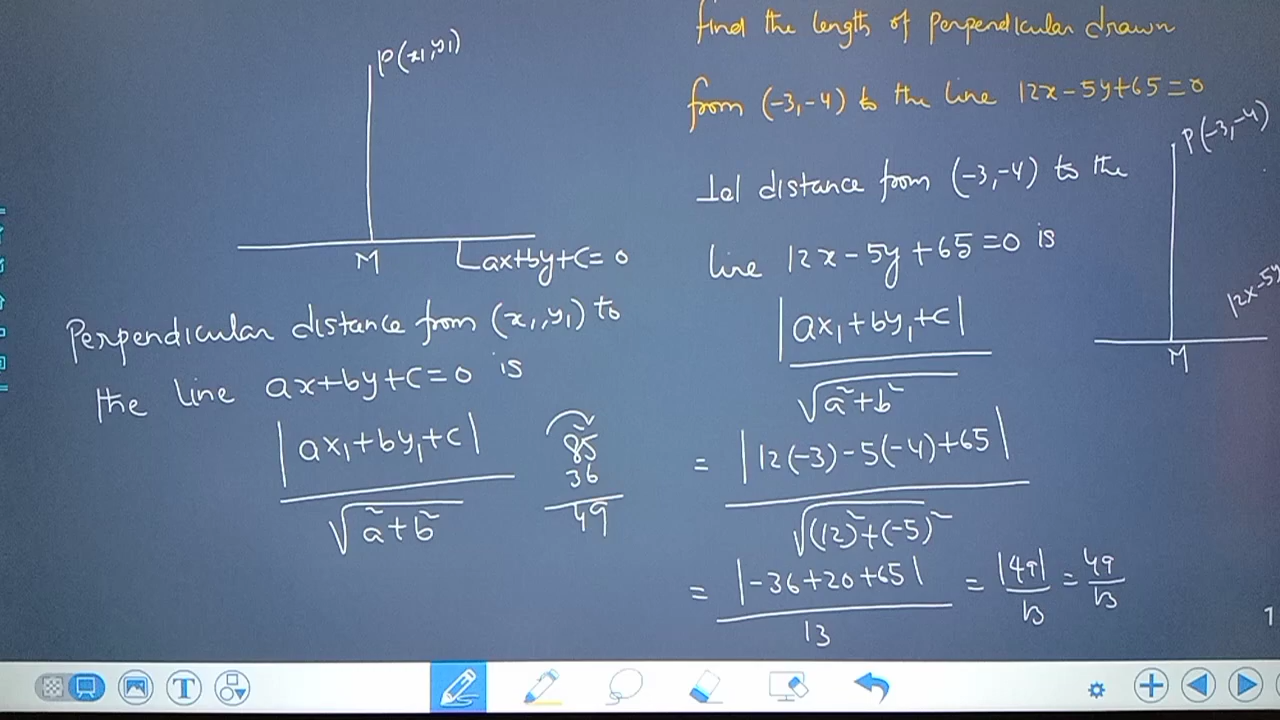 P(x₁,y₁)
M
ax+by+c=0
Perpendicular distance from (x₁,y₁) to
the line ax+by+c=0 is
|ax₁+by₁+c|
√a²+b²
85
36
49
find the length of perpendicular drawn
from (-3,-4) to the line 12x-5y+65=0
⊥el distance from (-3,-4) to the
line 12x-5y+65=0 is
|ax₁+by₁+c|
√a²+b²
= |12(-3)-5(-4)+65|
√(12)²+(-5)²
= |-36+20+65| = |49| = 49
13 13 13
P(-3,-4)
12x-5y
M
T